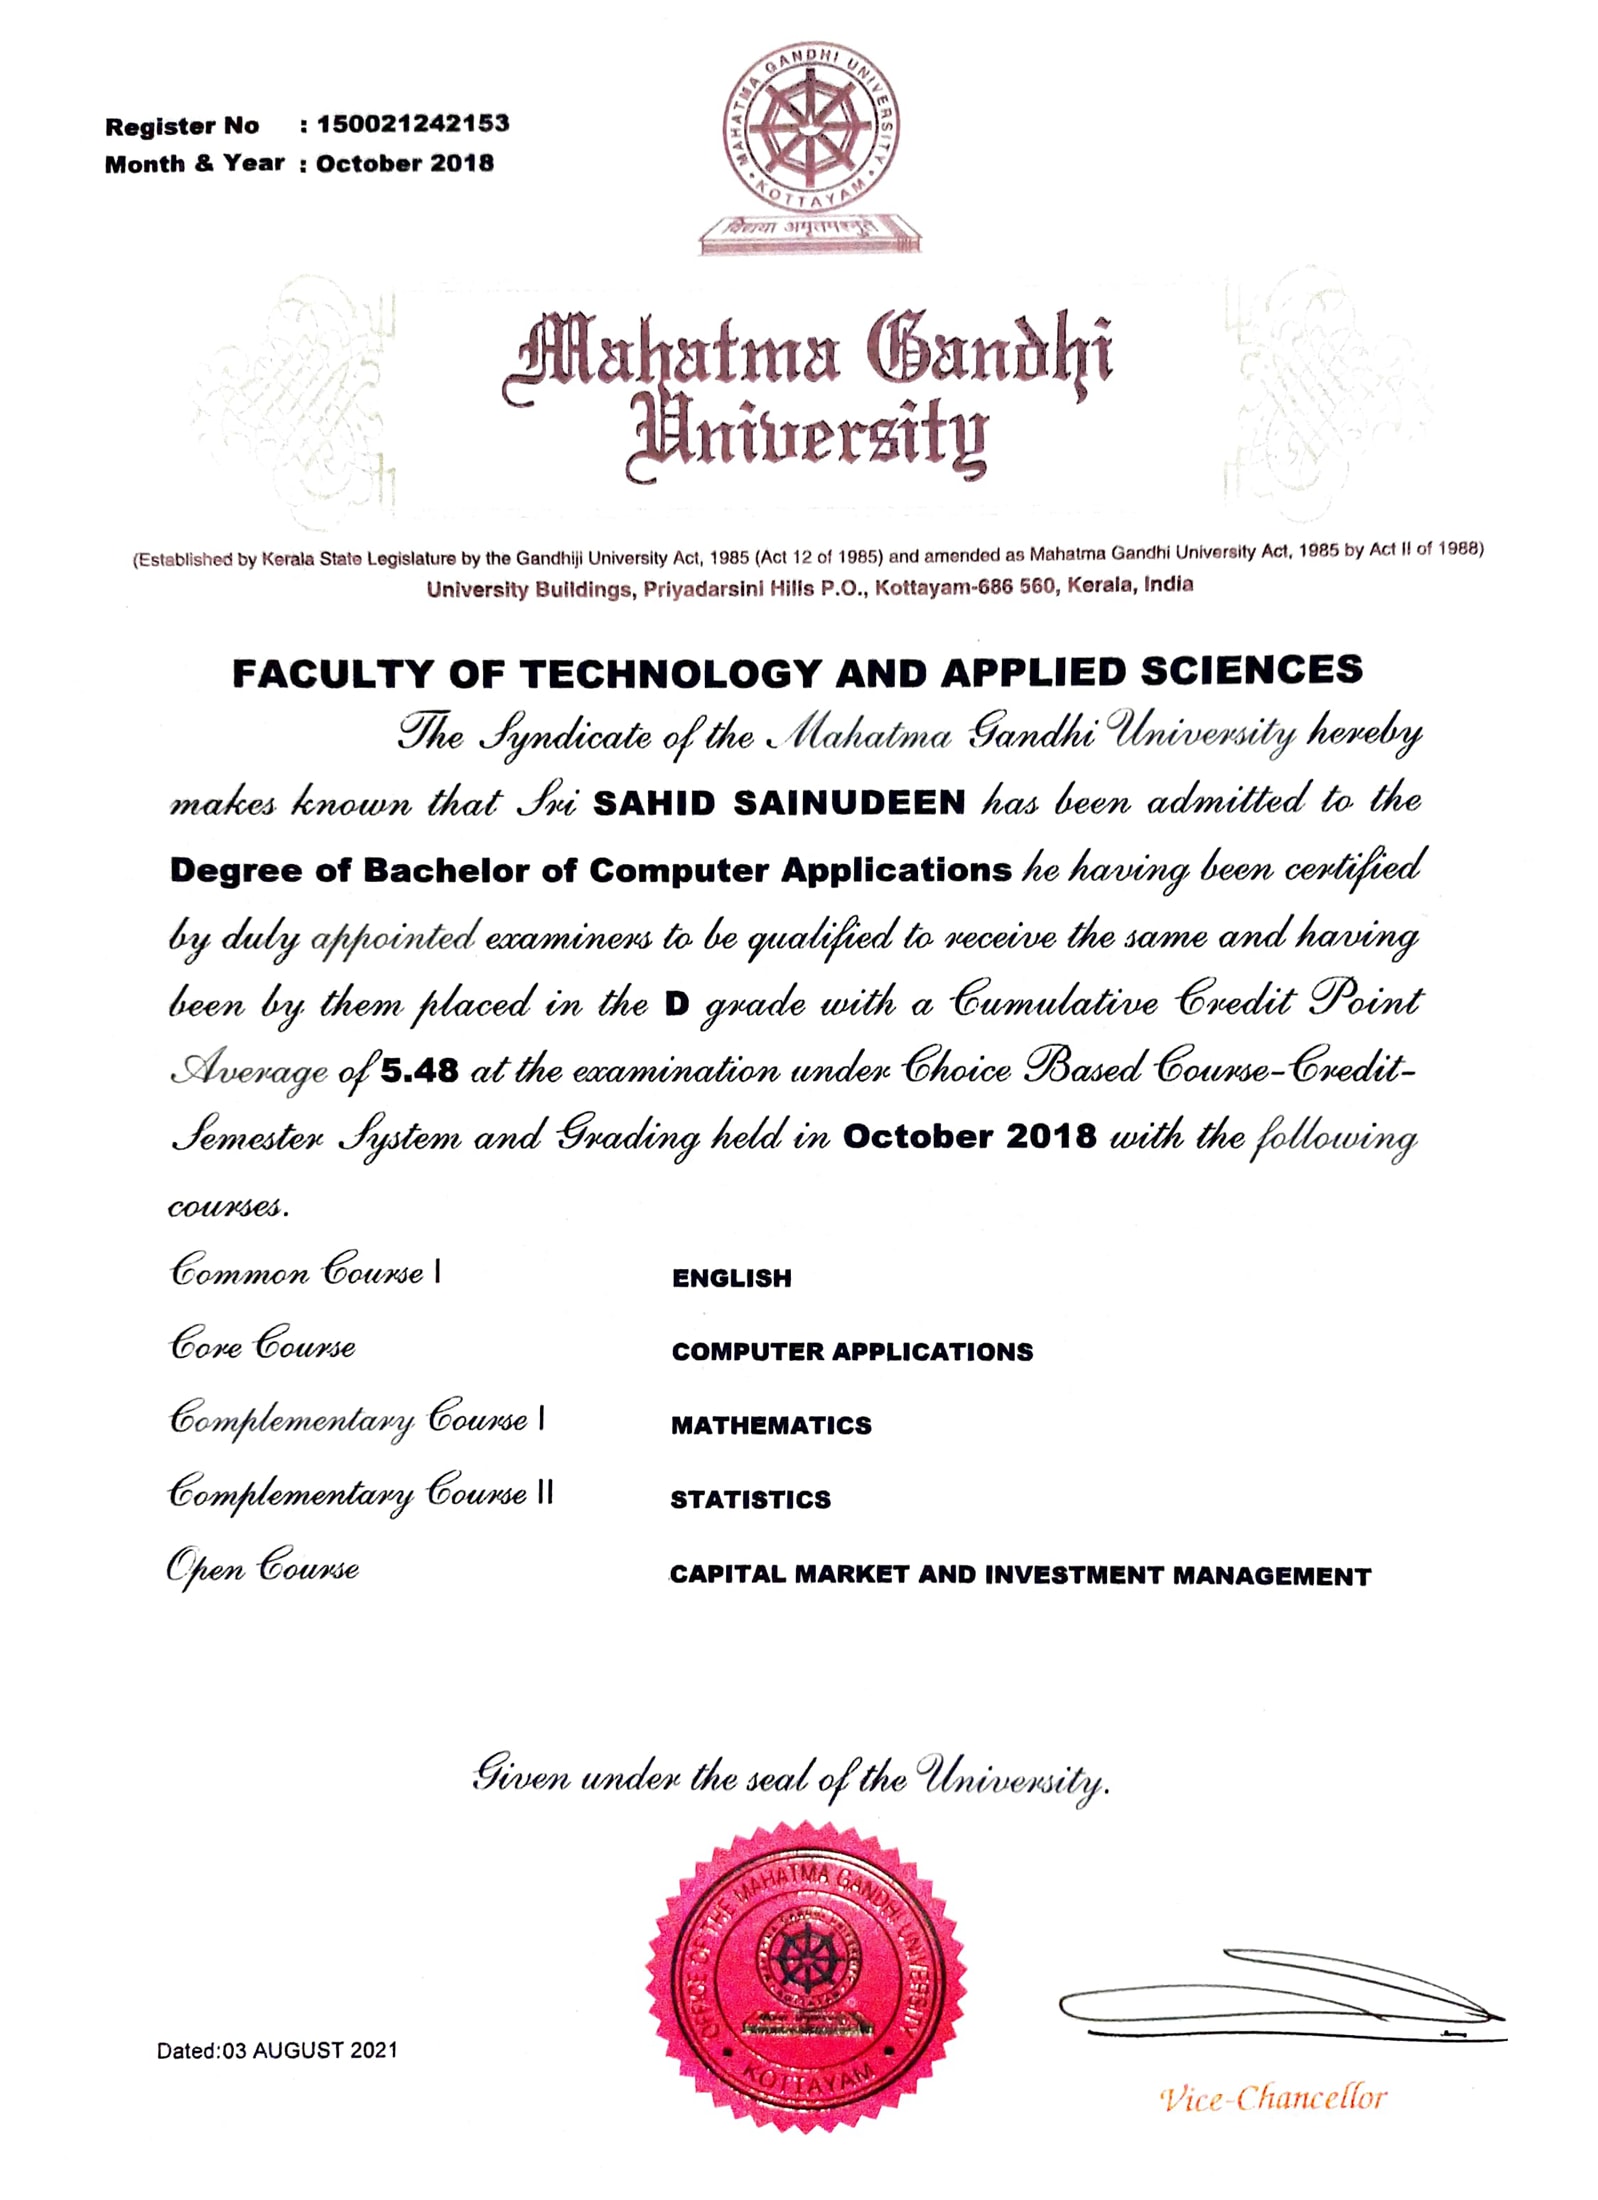 MAHATMA GANDHI UNIVERSITY
KOTTAYAM
विद्यया अमृतमश्नुते
Register No : 150021242153
Month & Year : October 2018
Mahatma Gandhi
University
(Established by Kerala State Legislature by the Gandhiji University Act, 1985 (Act 12 of 1985) and amended as Mahatma Gandhi University Act, 1985 by Act II of 1988)
University Buildings, Priyadarsini Hills P.O., Kottayam-686 560, Kerala, India
FACULTY OF TECHNOLOGY AND APPLIED SCIENCES
The Syndicate of the Mahatma Gandhi University hereby
makes known that Sri SAHID SAINUDEEN has been admitted to the
Degree of Bachelor of Computer Applications he having been certified
by duly appointed examiners to be qualified to receive the same and having
been by them placed in the D grade with a Cumulative Credit Point
Average of 5.48 at the examination under Choice Based Course-Credit-
Semester System and Grading held in October 2018 with the following
courses.
Common Course I ENGLISH
Core Course COMPUTER APPLICATIONS
Complementary Course I MATHEMATICS
Complementary Course II STATISTICS
Open Course CAPITAL MARKET AND INVESTMENT MANAGEMENT
Given under the seal of the University.
OFFICE OF THE MAHATMA GANDHI UNIVERSITY
KOTTAYAM
Dated:03 AUGUST 2021
Vice-Chancellor